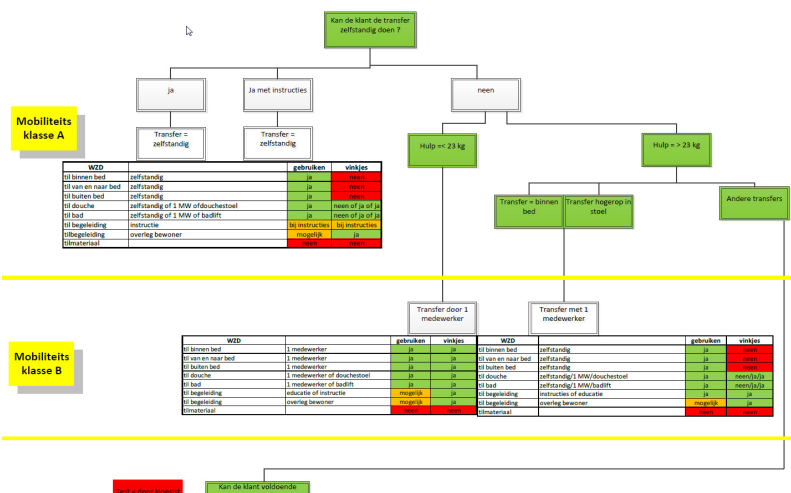 Kan de klant de transfer
zelfstandig doen ?
ja
Ja met instructies
neen
Mobiliteits
klasse A
Transfer =
zelfstandig
Transfer =
zelfstandig
Hulp =< 23 kg
Hulp = > 23 kg
WZD gebruiken vinkjes
til binnen bed zelfstandig ja neen
til van en naar bed zelfstandig ja neen
til buiten bed zelfstandig ja neen
til douche zelfstandig of 1 MW ofdouchestoel ja neen of ja of ja
til bad zelfstandig of 1 MW of badlift ja neen of ja of ja
til begeleiding instructie bij instructies bij instructies
tilbegeleiding overleg bewoner mogelijk ja
tilmateriaal neen neen
Transfer = binnen
bed
Transfer hogerop in
stoel
Andere transfers
Transfer door 1
medewerker
Transfer met 1
medewerker
Mobiliteits
klasse B
WZD gebruiken vinkjes
til binnen bed 1 medewerker ja ja
til van en naar bed 1 medewerker ja ja
til buiten bed 1 medewerker ja ja
til douche 1 medewerker of douchestoel ja ja
til bad 1 medewerker of badlift ja ja
til begeleiding educatie of instructie mogelijk ja
til begeleiding overleg bewoner mogelijk ja
tilmateriaal neen neen
WZD gebruiken vinkjes
til binnen bed zelfstandig ja neen
til van en naar bed zelfstandig ja neen
til buiten bed zelfstandig ja neen
til douche zelfstandig/1 MW/douchestoel ja neen/ja/ja
til bad zelfstandig/1 MW/badlift ja neen/ja/ja
til begeleiding instructies of educatie ja ja
til begeleiding overleg bewoner mogelijk ja
tilmateriaal neen neen
Kan de klant voldoende